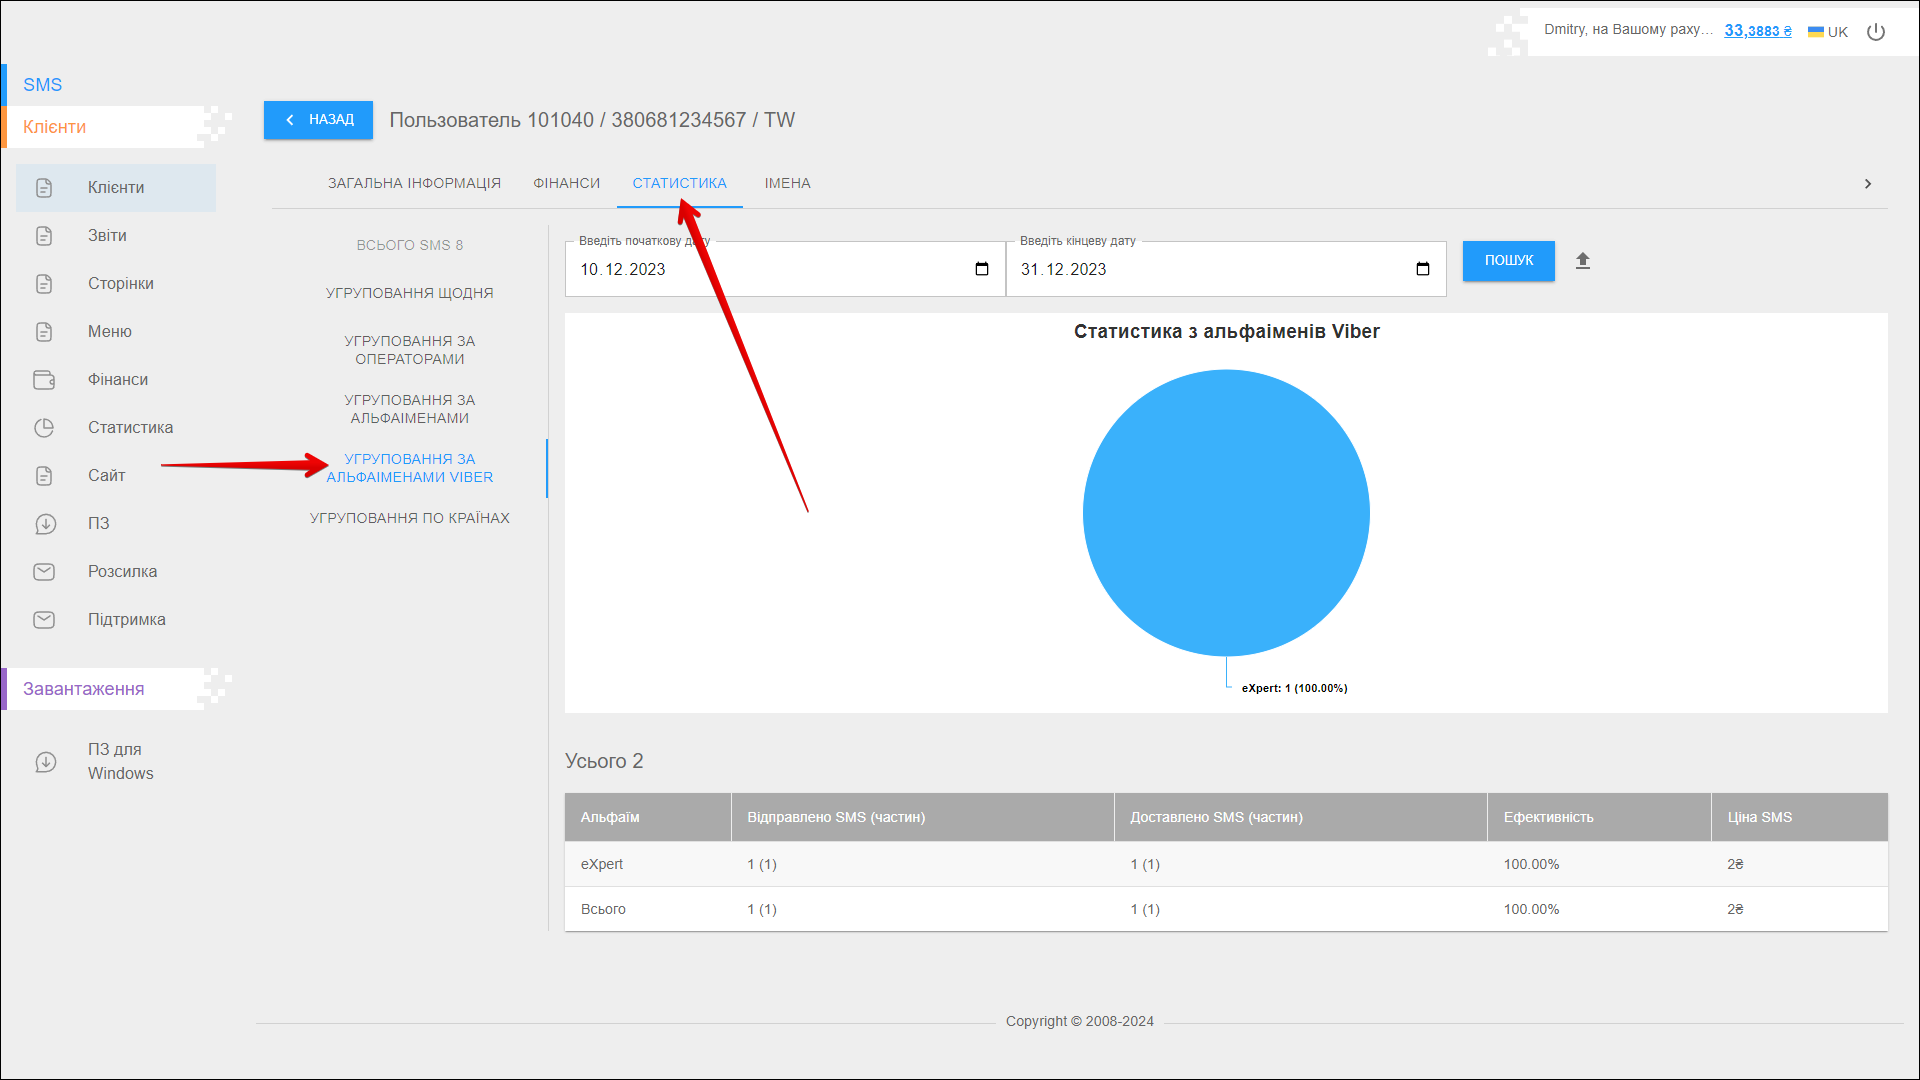 Dmitry, на Вашому раху...
33,3883 ₴
UK
SMS
Клієнти
НАЗАД
Пользователь 101040 / 380681234567 / TW
ЗАГАЛЬНА ІНФОРМАЦІЯ
ФІНАНСИ
СТАТИСТИКА
ІМЕНА
Клієнти
Звіти
Сторінки
Меню
Фінанси
Статистика
Сайт
ПЗ
Розсилка
Підтримка
Завантаження
ПЗ для
Windows
ВСЬОГО SMS 8
УГРУПОВАННЯ ЩОДНЯ
УГРУПОВАННЯ ЗА
ОПЕРАТОРАМИ
УГРУПОВАННЯ ЗА
АЛЬФАІМЕНАМИ
УГРУПОВАННЯ ЗА
АЛЬФАІМЕНАМИ VIBER
УГРУПОВАННЯ ПО КРАЇНАХ
Введіть початкову дату
10.12.2023
Введіть кінцеву дату
31.12.2023
ПОШУК
Статистика з альфаіменів Viber
eXpert: 1 (100.00%)
Усього 2
Альфаім Відправлено SMS (частин) Доставлено SMS (частин) Ефективність Ціна SMS
eXpert 1 (1) 1 (1) 100.00% 2₴
Всього 1 (1) 1 (1) 100.00% 2₴
Copyright © 2008-2024